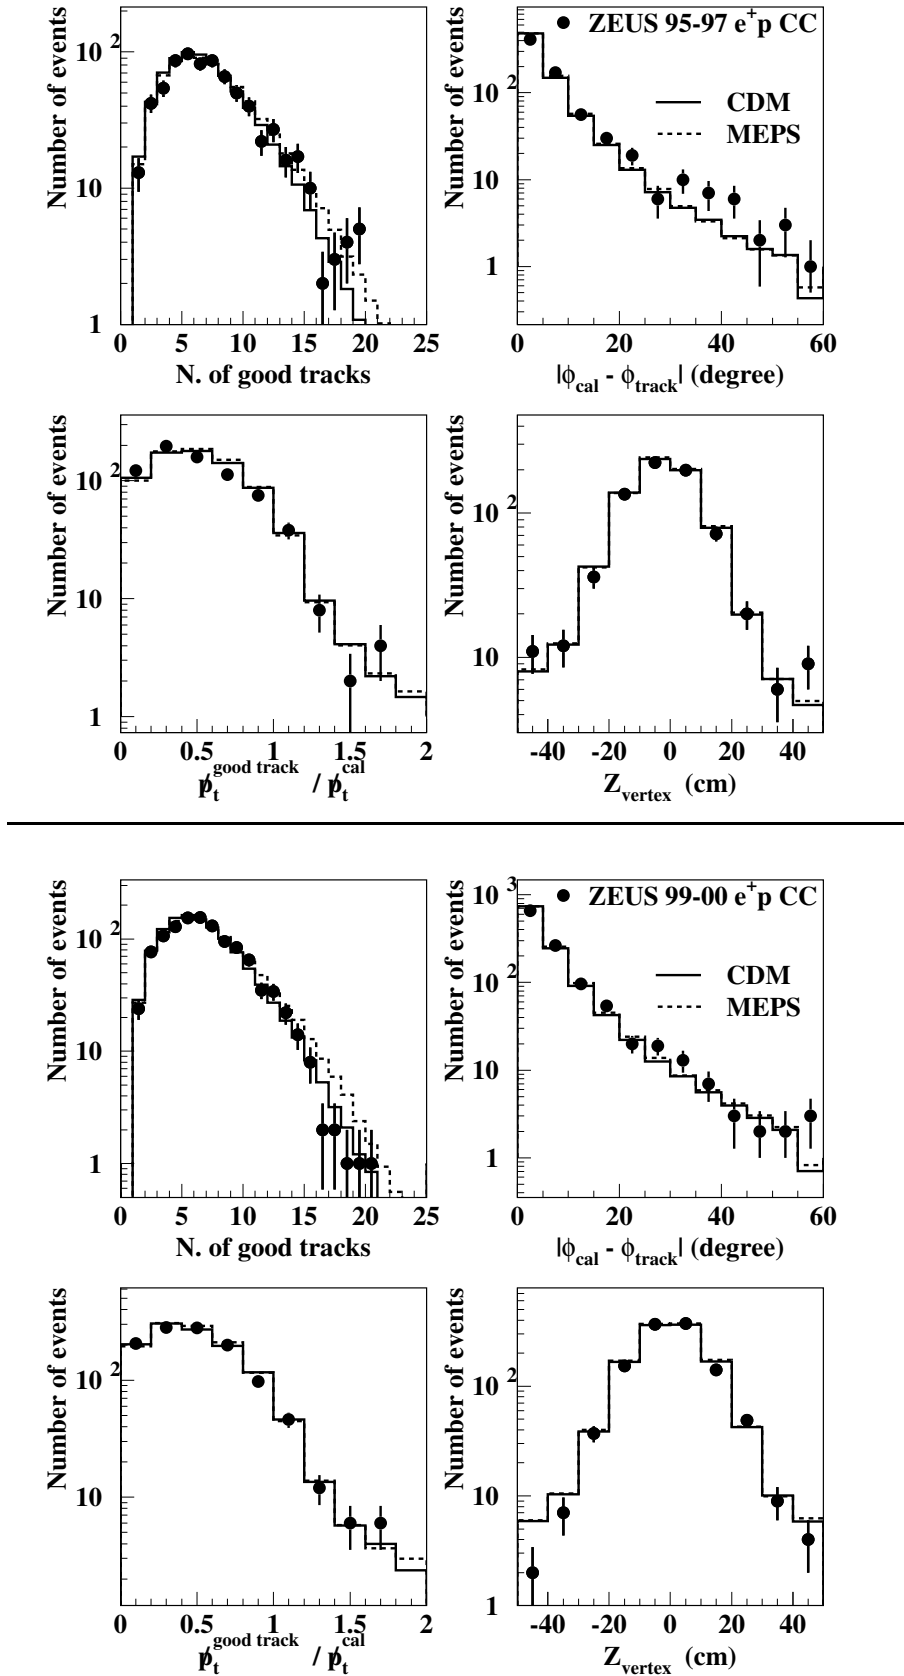 Number of events
10²
10
1
0 5 10 15 20 25
N. of good tracks
Number of events
● ZEUS 95-97 e⁺p CC
CDM
MEPS
10²
10
1
0 20 40 60
|ϕcal - ϕtrack| (degree)
Number of events
10²
10
1
0 0.5 1 1.5 2
p̸t^good track / p̸t^cal
Number of events
10²
10
-40 -20 0 20 40
Zvertex (cm)
Number of events
10²
10
1
0 5 10 15 20 25
N. of good tracks
Number of events
● ZEUS 99-00 e⁺p CC
CDM
MEPS
10³
10²
10
1
0 20 40 60
|ϕcal - ϕtrack| (degree)
Number of events
10²
10
0 0.5 1 1.5 2
p̸t^good track / p̸t^cal
Number of events
10²
10
1
-40 -20 0 20 40
Zvertex (cm)